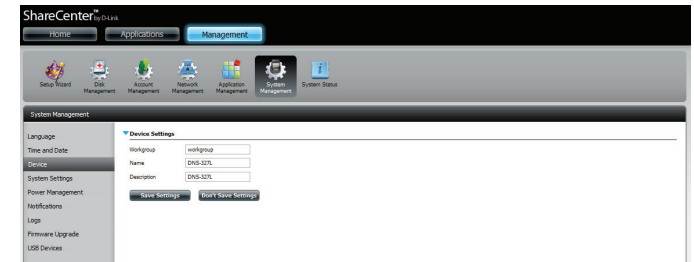 ShareCenter™ by D-Link
Home Applications Management
Setup Wizard Disk Management Account Management Network Management Application Management System Management System Status
System Management
Language
Time and Date
Device
System Settings
Power Management
Notifications
Logs
Firmware Upgrade
USB Devices
Device Settings
Workgroup workgroup
Name DNS-327L
Description DNS-327L
Save Settings Don't Save Settings